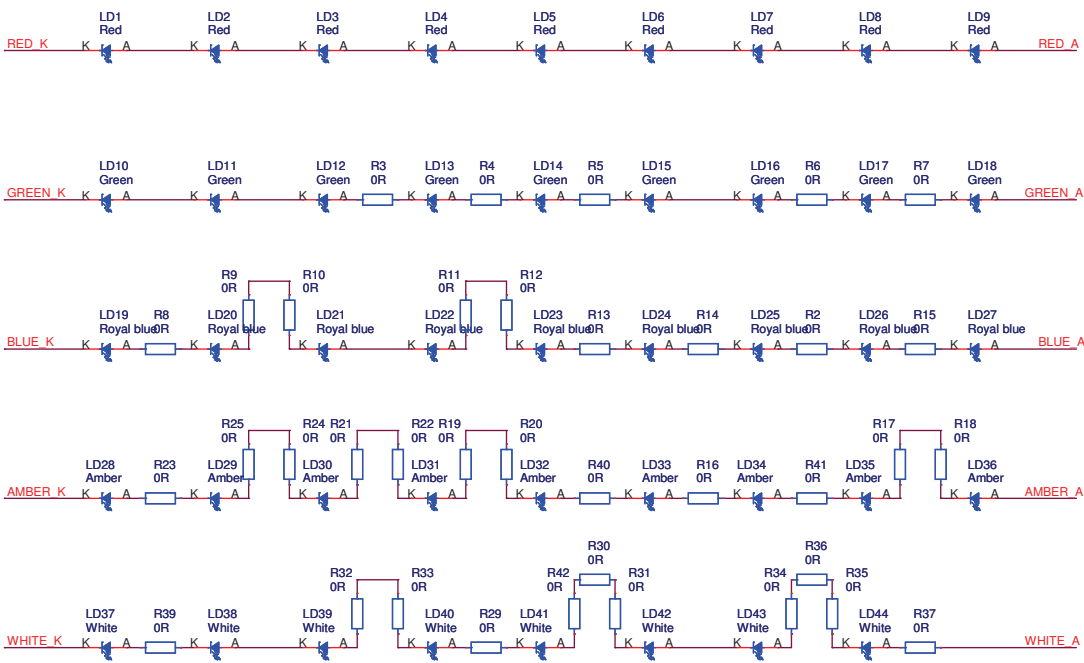 LD1 LD2 LD3 LD4 LD5 LD6 LD7 LD8 LD9
Red Red Red Red Red Red Red Red Red
RED_K K A K A K A K A K A K A K A K A K A RED_A
LD10 LD11 LD12 R3 LD13 R4 LD14 R5 LD15 LD16 R6 LD17 R7 LD18
Green Green Green 0R Green 0R Green 0R Green Green 0R Green 0R Green
GREEN_K K A K A K A K A K A K A K A K A K A GREEN_A
R9 R10 R11 R12
0R 0R 0R 0R
LD19 R8 LD20 LD21 LD22 LD23 R13 LD24 R14 LD25 R2 LD26 R15 LD27
Royal blue 0R Royal blue Royal blue Royal blue Royal blue 0R Royal blue 0R Royal blue 0R Royal blue 0R Royal blue
BLUE_K K A K A K A K A K A K A K A K A K A BLUE_A
R25 R24 R21 R22 R19 R20 R17 R18
0R 0R 0R 0R 0R 0R 0R 0R
LD28 R23 LD29 LD30 LD31 LD32 R40 LD33 R16 LD34 R41 LD35 LD36
Amber 0R Amber Amber Amber Amber 0R Amber 0R Amber 0R Amber Amber
AMBER_K K A K A K A K A K A K A K A K A K A AMBER_A
R30 R36
0R 0R
R32 R33 R42 R31 R34 R35
0R 0R 0R 0R 0R 0R
LD37 R39 LD38 LD39 LD40 R29 LD41 LD42 LD43 LD44 R37
White 0R White White White 0R White White White White 0R
WHITE_K K A K A K A K A K A K A K A K A WHITE_A